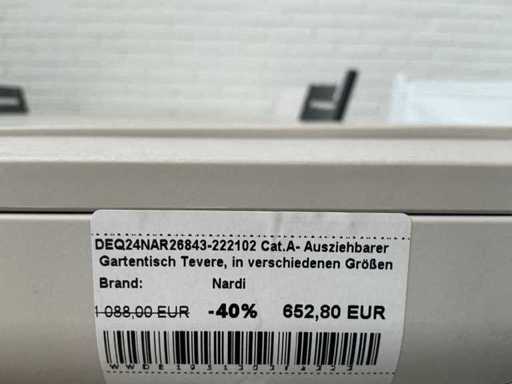 DEQ24NAR26843-222102 Cat.A- Ausziehbarer
Gartentisch Tevere, in verschiedenen Größen
Brand: Nardi
1 088,00 EUR -40% 652,80 EUR